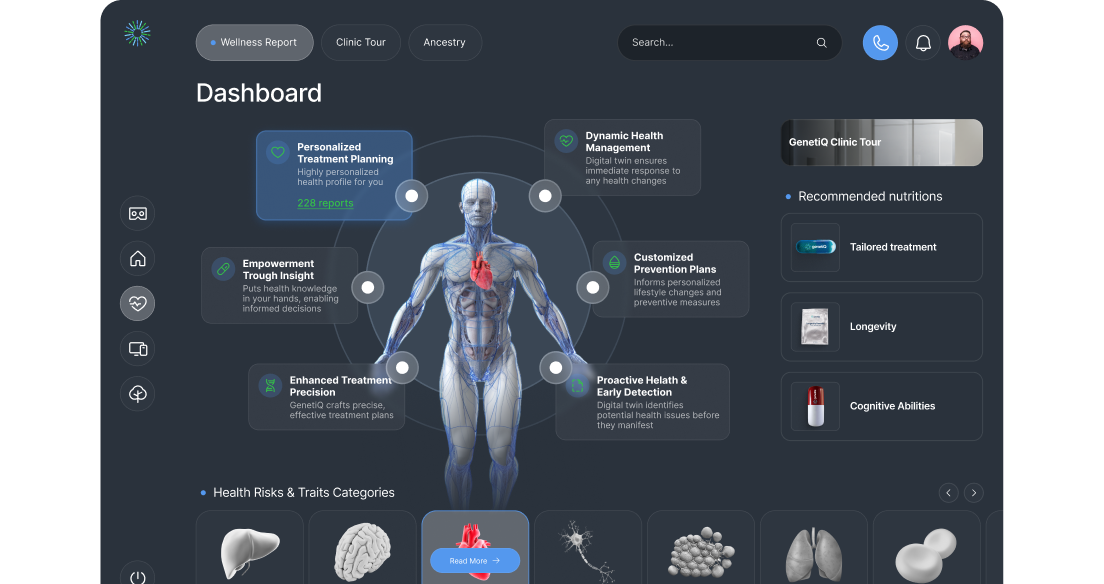 Wellness Report
Clinic Tour
Ancestry
Search...
Dashboard
Personalized
Treatment Planning
Highly personalized
health profile for you
228 reports
Dynamic Health
Management
Digital twin ensures
immediate response to
any health changes
Empowerment
Trough Insight
Puts health knowledge
in your hands, enabling
informed decisions
Customized
Prevention Plans
Informs personalized
lifestyle changes and
preventive measures
Enhanced Treatment
Precision
GenetiQ crafts precise,
effective treatment plans
Proactive Helath &
Early Detection
Digital twin identifies
potential health issues before
they manifest
GenetiQ Clinic Tour
Recommended nutritions
genetiQ
Tailored treatment
Longevity
Cognitive Abilities
Health Risks & Traits Categories
Read More